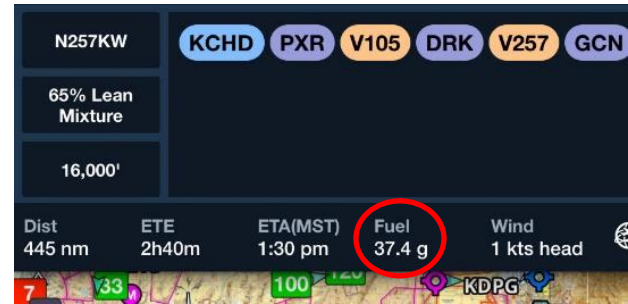 N257KW
KCHD PXR V105 DRK V257 GCN
65% Lean
Mixture
16,000'
Dist ETE ETA(MST) Fuel Wind
445 nm 2h40m 1:30 pm 37.4 g 1 kts head
7 V33 100 KDPG